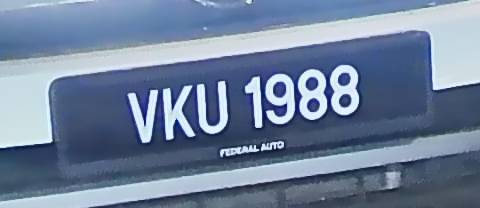 VKU 1988
FEDERAL AUTO